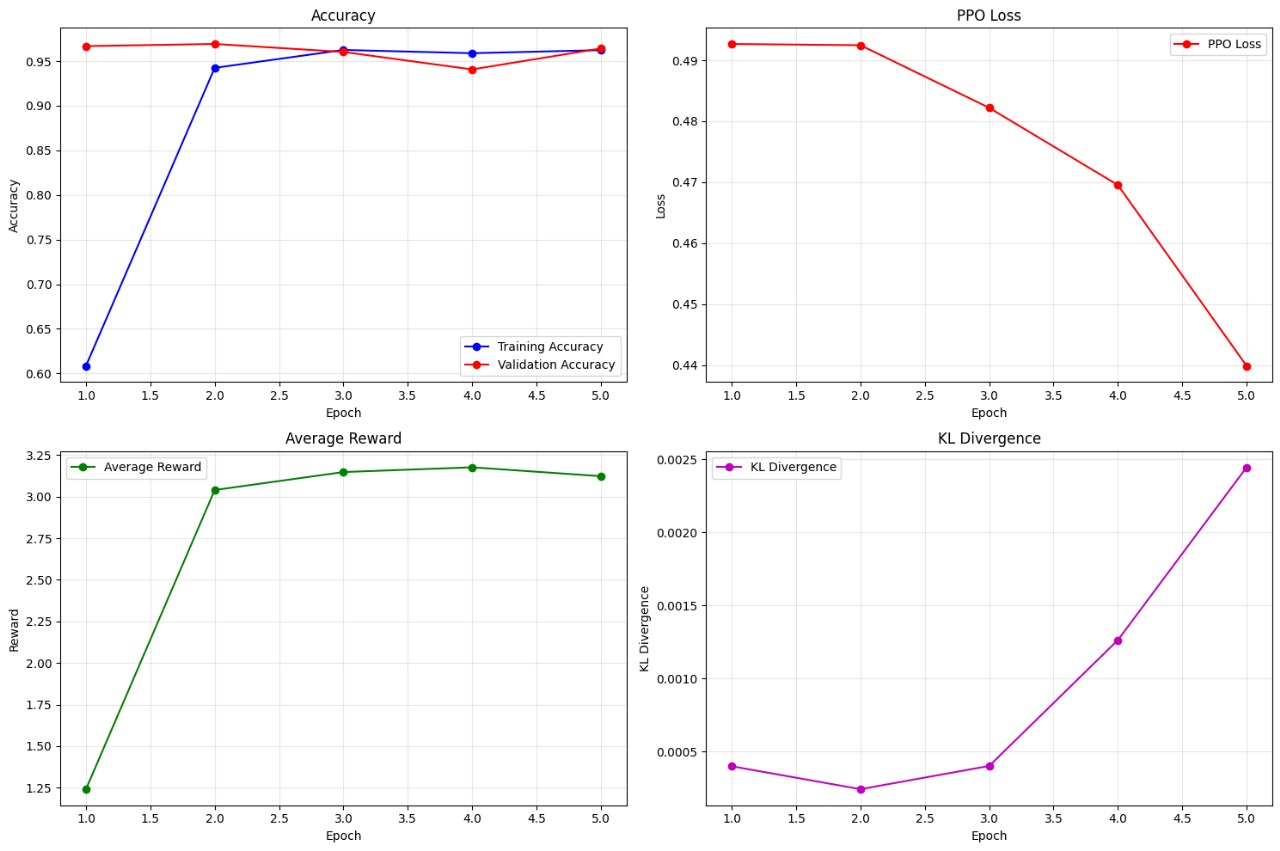 Accuracy
Accuracy
0.95
0.90
0.85
0.80
0.75
0.70
0.65
0.60
Training Accuracy
Validation Accuracy
1.0 1.5 2.0 2.5 3.0 3.5 4.0 4.5 5.0
Epoch
PPO Loss
Loss
PPO Loss
0.49
0.48
0.47
0.46
0.45
0.44
1.0 1.5 2.0 2.5 3.0 3.5 4.0 4.5 5.0
Epoch
Average Reward
Reward
Average Reward
3.25
3.00
2.75
2.50
2.25
2.00
1.75
1.50
1.25
1.0 1.5 2.0 2.5 3.0 3.5 4.0 4.5 5.0
Epoch
KL Divergence
KL Divergence
KL Divergence
0.0025
0.0020
0.0015
0.0010
0.0005
1.0 1.5 2.0 2.5 3.0 3.5 4.0 4.5 5.0
Epoch